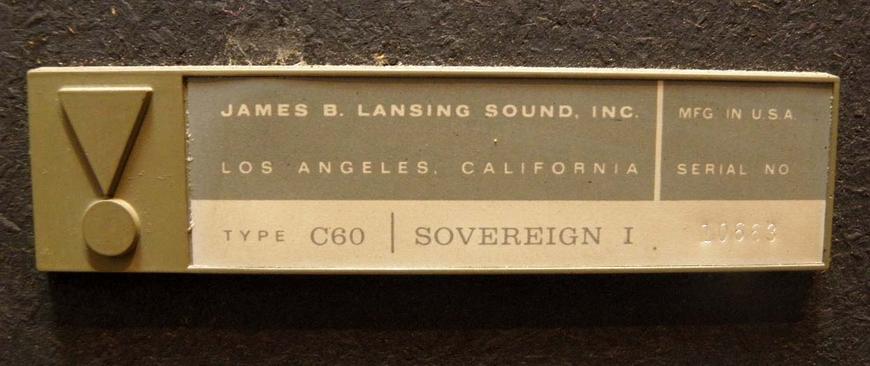 JAMES B. LANSING SOUND, INC.
MFG IN U.S.A.
LOS ANGELES, CALIFORNIA
SERIAL NO
TYPE C60 | SOVEREIGN I